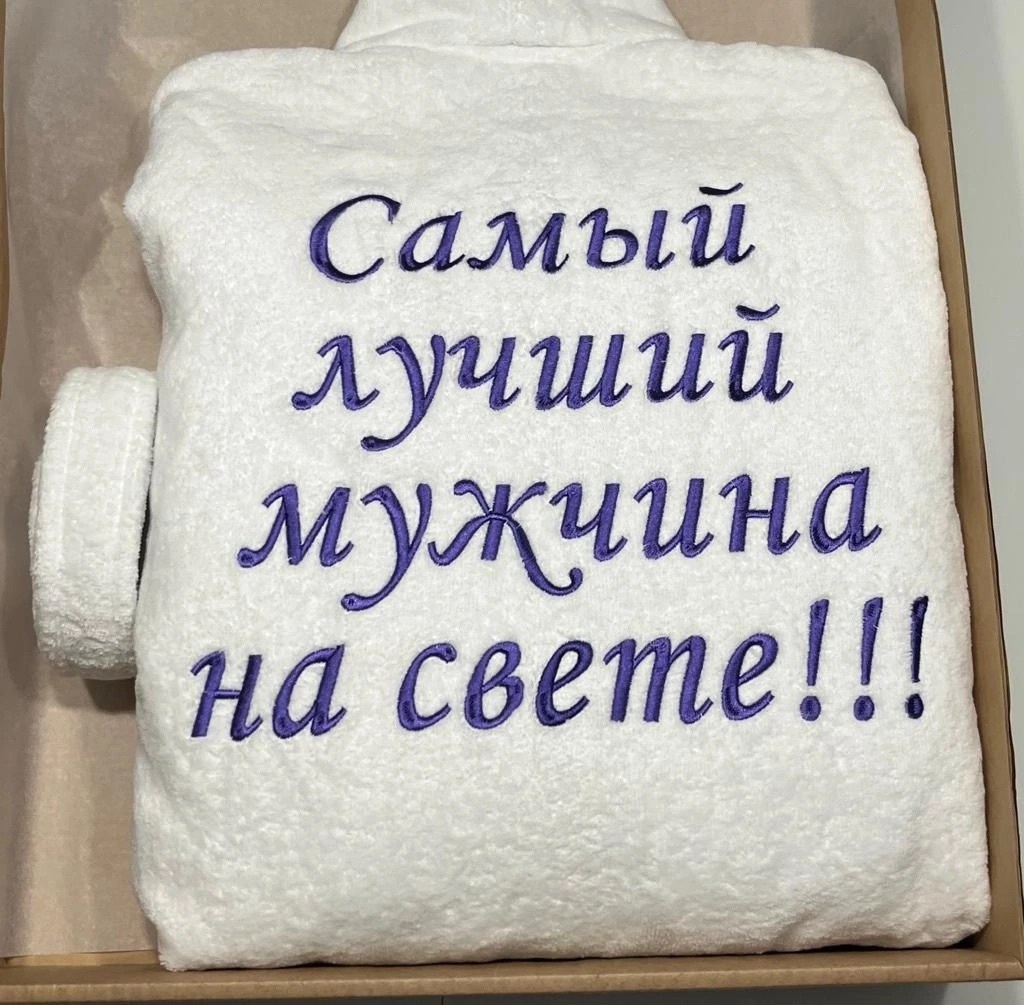 Самый
лучший
мужчина
на свете!!!